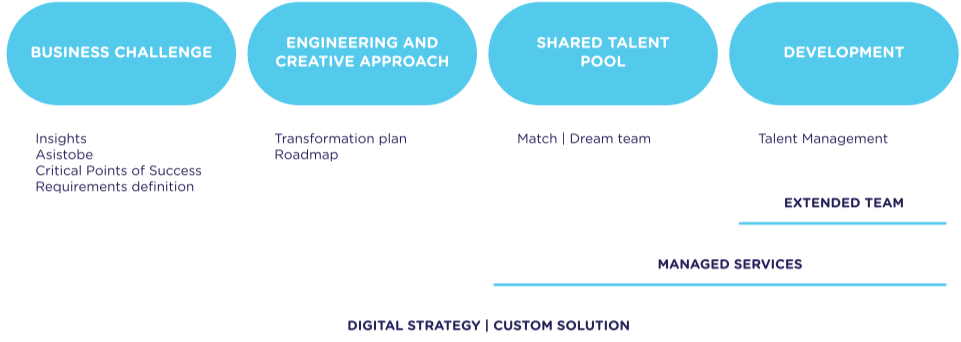 BUSINESS CHALLENGE
ENGINEERING AND
CREATIVE APPROACH
SHARED TALENT
POOL
DEVELOPMENT
Insights
Asistobe
Critical Points of Success
Requirements definition
Transformation plan
Roadmap
Match | Dream team
Talent Management
EXTENDED TEAM
MANAGED SERVICES
DIGITAL STRATEGY | CUSTOM SOLUTION